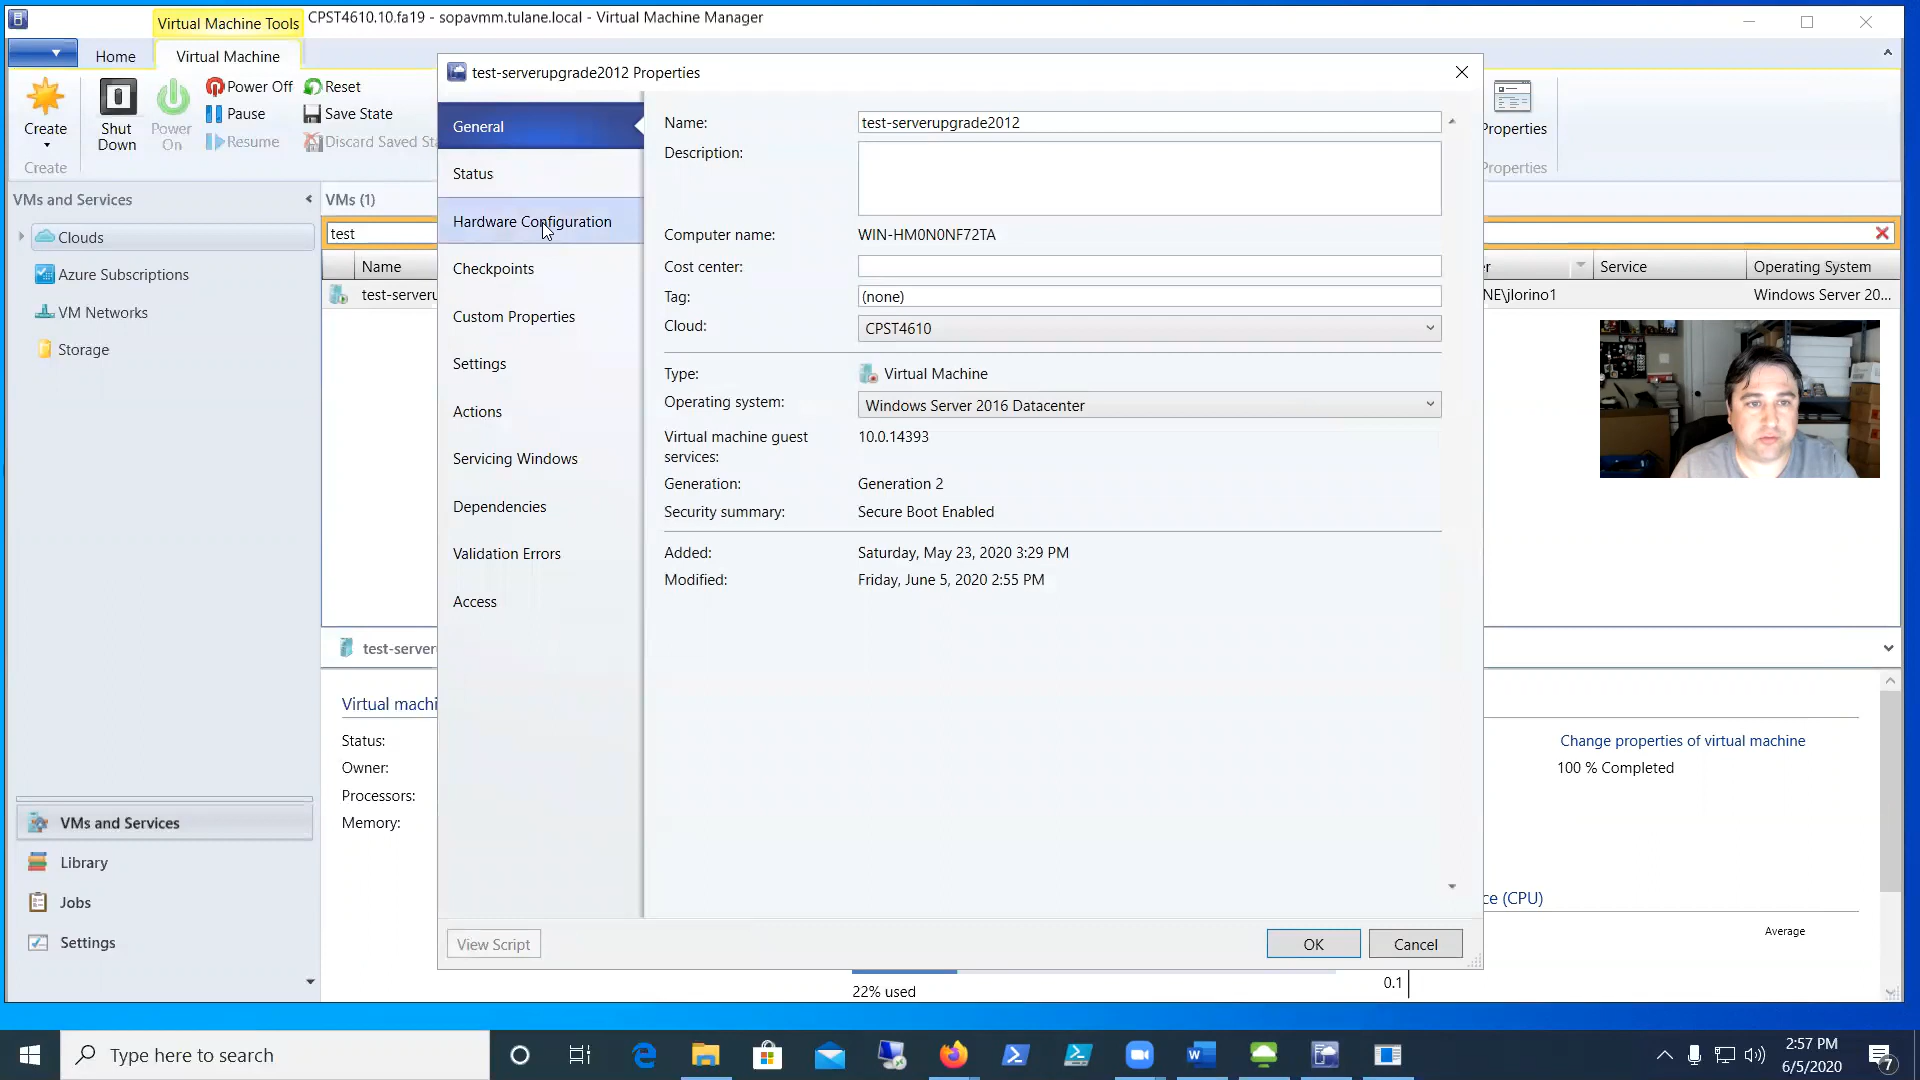 Virtual Machine Tools
CPST4610.10.fa19 - sopavmm.tulane.local - Virtual Machine Manager
Home
Virtual Machine
Create
Shut Down
Power On
Power Off
Pause
Resume
Reset
Save State
Discard Saved St
Create
Properties
Properties
VMs and Services
Clouds
Azure Subscriptions
VM Networks
Storage
VMs (1)
test
Name
Service
Operating System
test-serveru
NE\jlorino1
Windows Server 20...
test-serverupgrade2012 Properties
General
Status
Hardware Configuration
Checkpoints
Custom Properties
Settings
Actions
Servicing Windows
Dependencies
Validation Errors
Access
Name:
test-serverupgrade2012
Description:
Computer name:
WIN-HM0N0NF72TA
Cost center:
Tag:
(none)
Cloud:
CPST4610
Type:
Virtual Machine
Operating system:
Windows Server 2016 Datacenter
Virtual machine guest
services:
10.0.14393
Generation:
Generation 2
Security summary:
Secure Boot Enabled
Added:
Saturday, May 23, 2020 3:29 PM
Modified:
Friday, June 5, 2020 2:55 PM
View Script
OK
Cancel
test-server
Virtual machi
Status:
Owner:
Processors:
Memory:
Change properties of virtual machine
100 % Completed
ce (CPU)
Average
0.1
22% used
VMs and Services
Library
Jobs
Settings
Type here to search
2:57 PM
6/5/2020
7